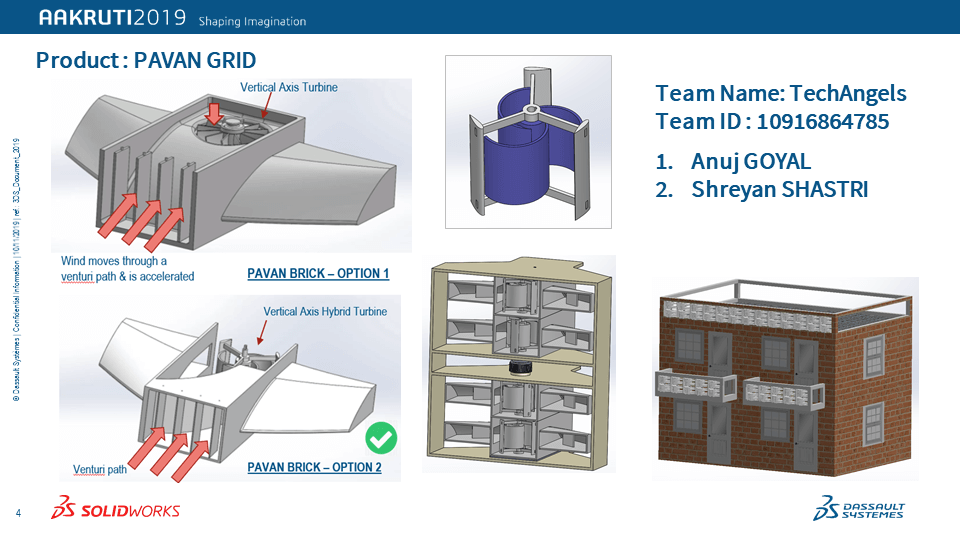 AAKRUTI2019 Shaping Imagination
Product : PAVAN GRID
Vertical Axis Turbine
Wind moves through a
venturi path & is accelerated
PAVAN BRICK – OPTION 1
Vertical Axis Hybrid Turbine
Venturi path
PAVAN BRICK – OPTION 2
Team Name: TechAngels
Team ID : 10916864785
1. Anuj GOYAL
2. Shreyan SHASTRI
© Dassault Systèmes | Confidential Information | 10/11/2019 | ref.: 3DS_Document_2019
4
3DS SOLIDWORKS
3DS DASSAULT
SYSTEMES